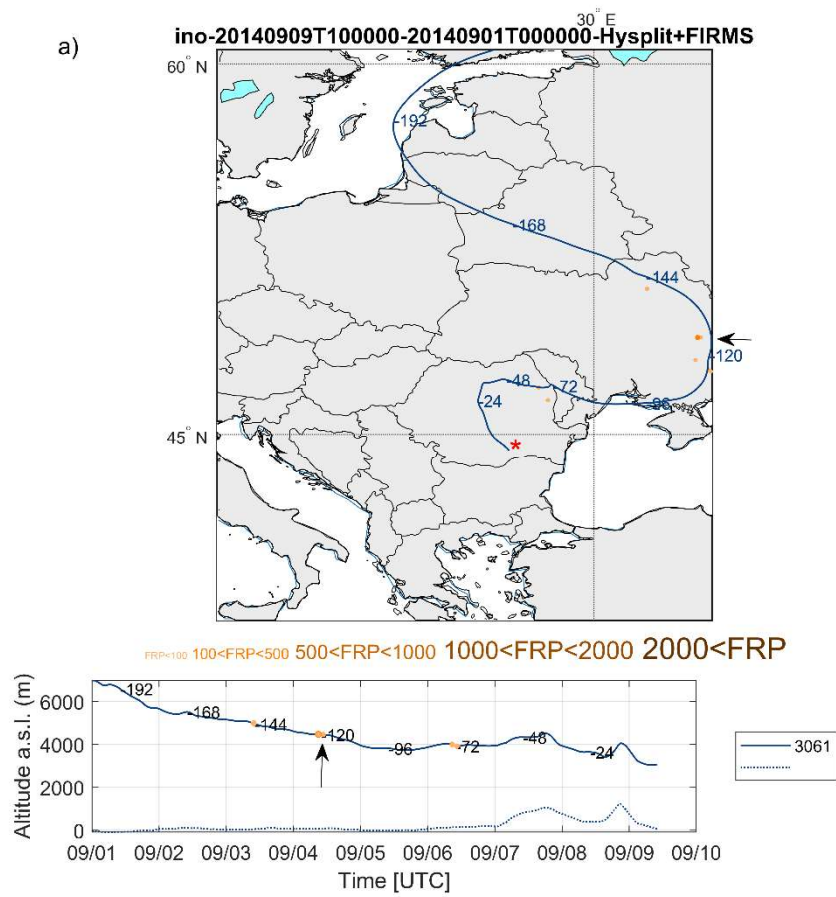 a)
ino-20140909T100000-20140901T000000-Hysplit+FIRMS
30° E
60° N
-192
-168
-144
-120
-48
-72
-24
-96
45° N
*
FRP<100 100<FRP<500 500<FRP<1000 1000<FRP<2000 2000<FRP
Altitude a.s.l. (m)
6000
4000
2000
0
-192
-168
-144
-120
-96
-72
-48
-24
3061
09/01 09/02 09/03 09/04 09/05 09/06 09/07 09/08 09/09 09/10
Time [UTC]